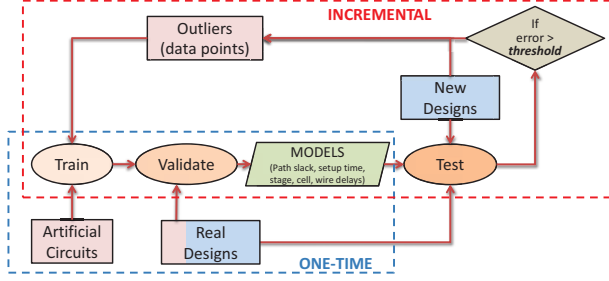 INCREMENTAL
Outliers
(data points)
If
error >
threshold
New
Designs
Train
Validate
MODELS
(Path slack, setup time,
stage, cell, wire delays)
Test
Artificial
Circuits
Real
Designs
ONE-TIME